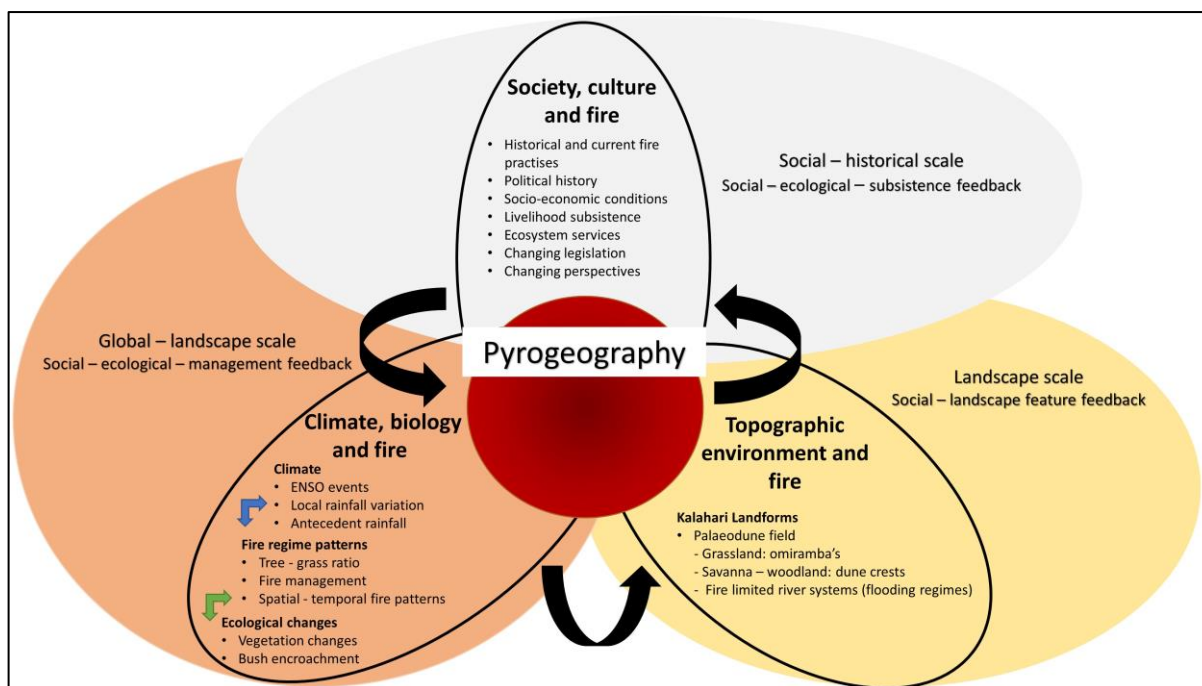 Society, culture
and fire
• Historical and current fire
practises
• Political history
• Socio-economic conditions
• Livelihood subsistence
• Ecosystem services
• Changing legislation
• Changing perspectives
Social – historical scale
Social – ecological – subsistence feedback
Global – landscape scale
Social – ecological – management feedback
Pyrogeography
Landscape scale
Social – landscape feature feedback
Climate, biology
and fire
Climate
• ENSO events
• Local rainfall variation
• Antecedent rainfall
Fire regime patterns
• Tree - grass ratio
• Fire management
• Spatial - temporal fire patterns
Ecological changes
• Vegetation changes
• Bush encroachment
Topographic
environment and
fire
Kalahari Landforms
• Palaeodune field
- Grassland: omiramba’s
- Savanna – woodland: dune crests
- Fire limited river systems (flooding regimes)